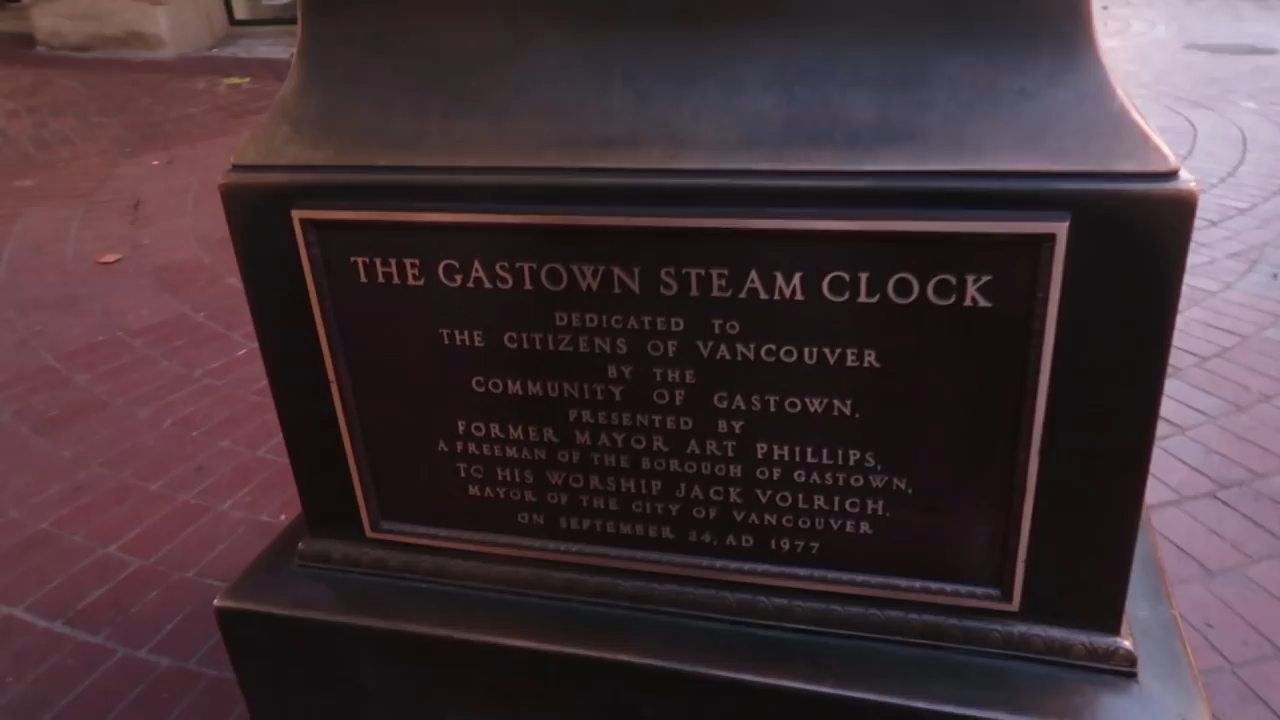 THE GASTOWN STEAM CLOCK
DEDICATED TO
THE CITIZENS OF VANCOUVER
BY THE
COMMUNITY OF GASTOWN,
PRESENTED BY
FORMER MAYOR ART PHILLIPS,
A FREEMAN OF THE BOROUGH OF GASTOWN,
TO HIS WORSHIP JACK VOLRICH,
MAYOR OF THE CITY OF VANCOUVER
ON SEPTEMBER 24, AD 1977